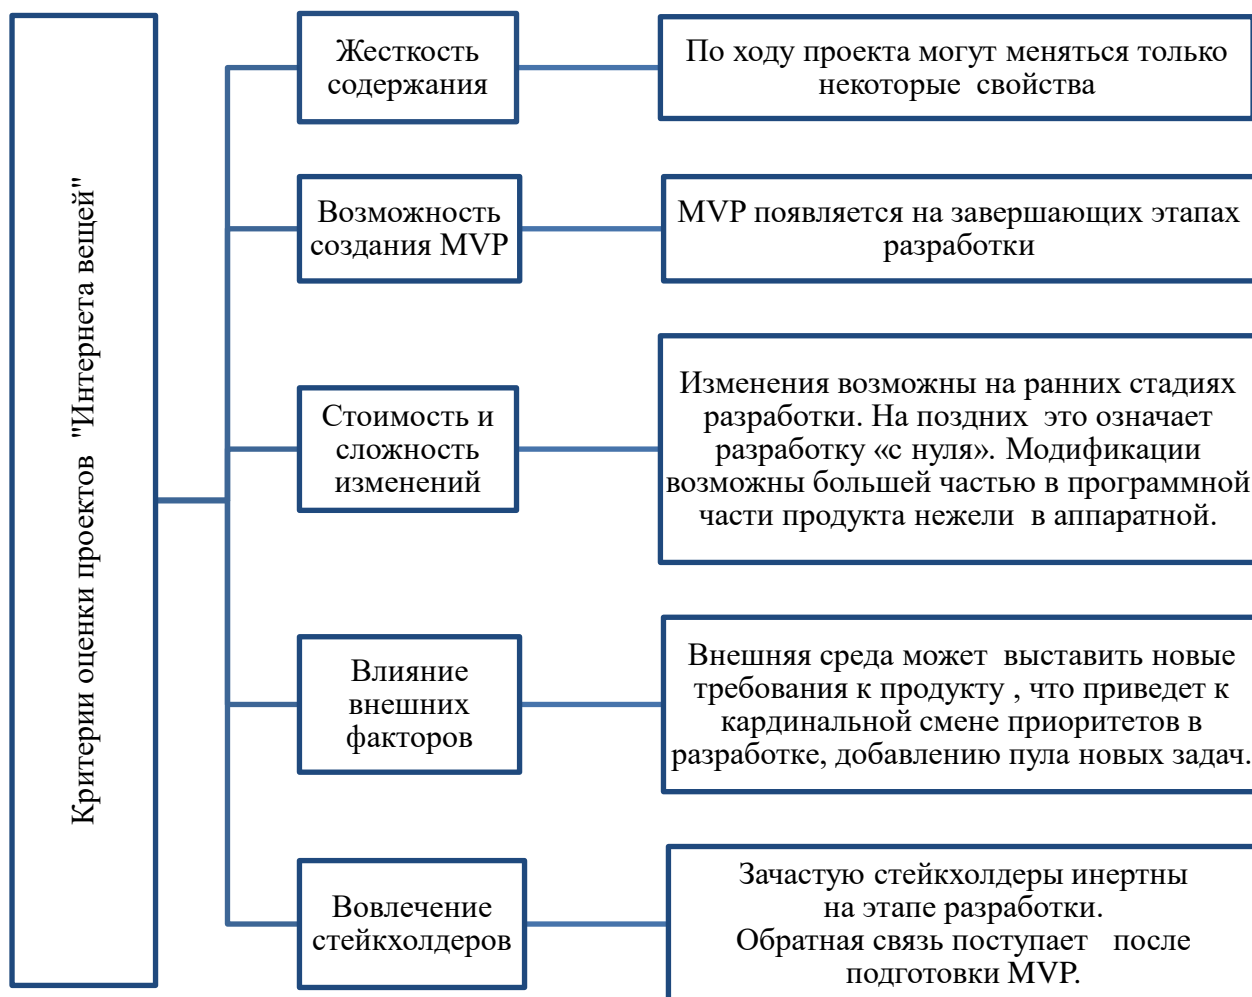 Критерии оценки проектов "Интернета вещей"
Жесткость
содержания
По ходу проекта могут меняться только
некоторые свойства
Возможность
создания MVP
MVP появляется на завершающих этапах
разработки
Стоимость и
сложность
изменений
Изменения возможны на ранних стадиях
разработки. На поздних это означает
разработку «с нуля». Модификации
возможны большей частью в программной
части продукта нежели в аппаратной.
Влияние
внешних
факторов
Внешняя среда может выставить новые
требования к продукту , что приведет к
кардинальной смене приоритетов в
разработке, добавлению пула новых задач.
Вовлечение
стейкхолдеров
Зачастую стейкхолдеры инертны
на этапе разработки.
Обратная связь поступает после
подготовки MVP.